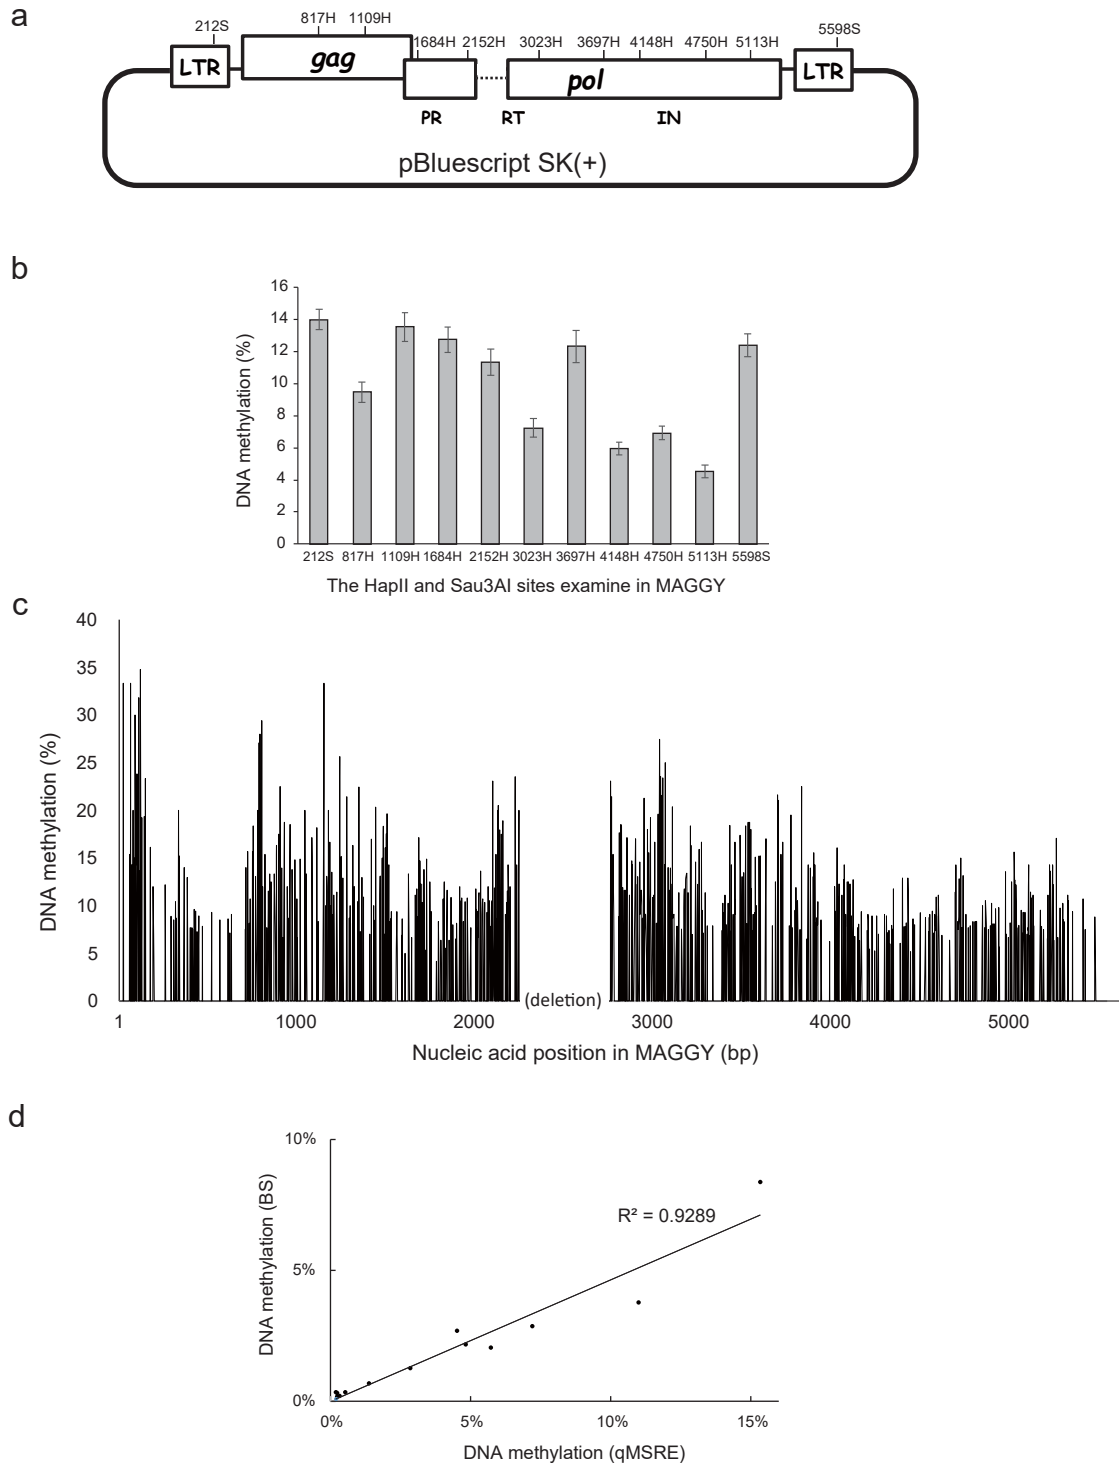 a
212S 817H 1109H 1684H 2152H 3023H 3697H 4148H 4750H 5113H 5598S
LTR gag pol LTR
PR RT IN
pBluescript SK(+)
b
DNA methylation (%)
16
14
12
10
8
6
4
2
0
212S 817H 1109H 1684H 2152H 3023H 3697H 4148H 4750H 5113H 5598S
The HapII and Sau3AI sites examine in MAGGY
c
DNA methylation (%)
40
35
30
25
20
15
10
5
0
(deletion)
1 1000 2000 3000 4000 5000
Nucleic acid position in MAGGY (bp)
d
DNA methylation (BS)
10%
5%
0%
R² = 0.9289
0% 5% 10% 15%
DNA methylation (qMSRE)